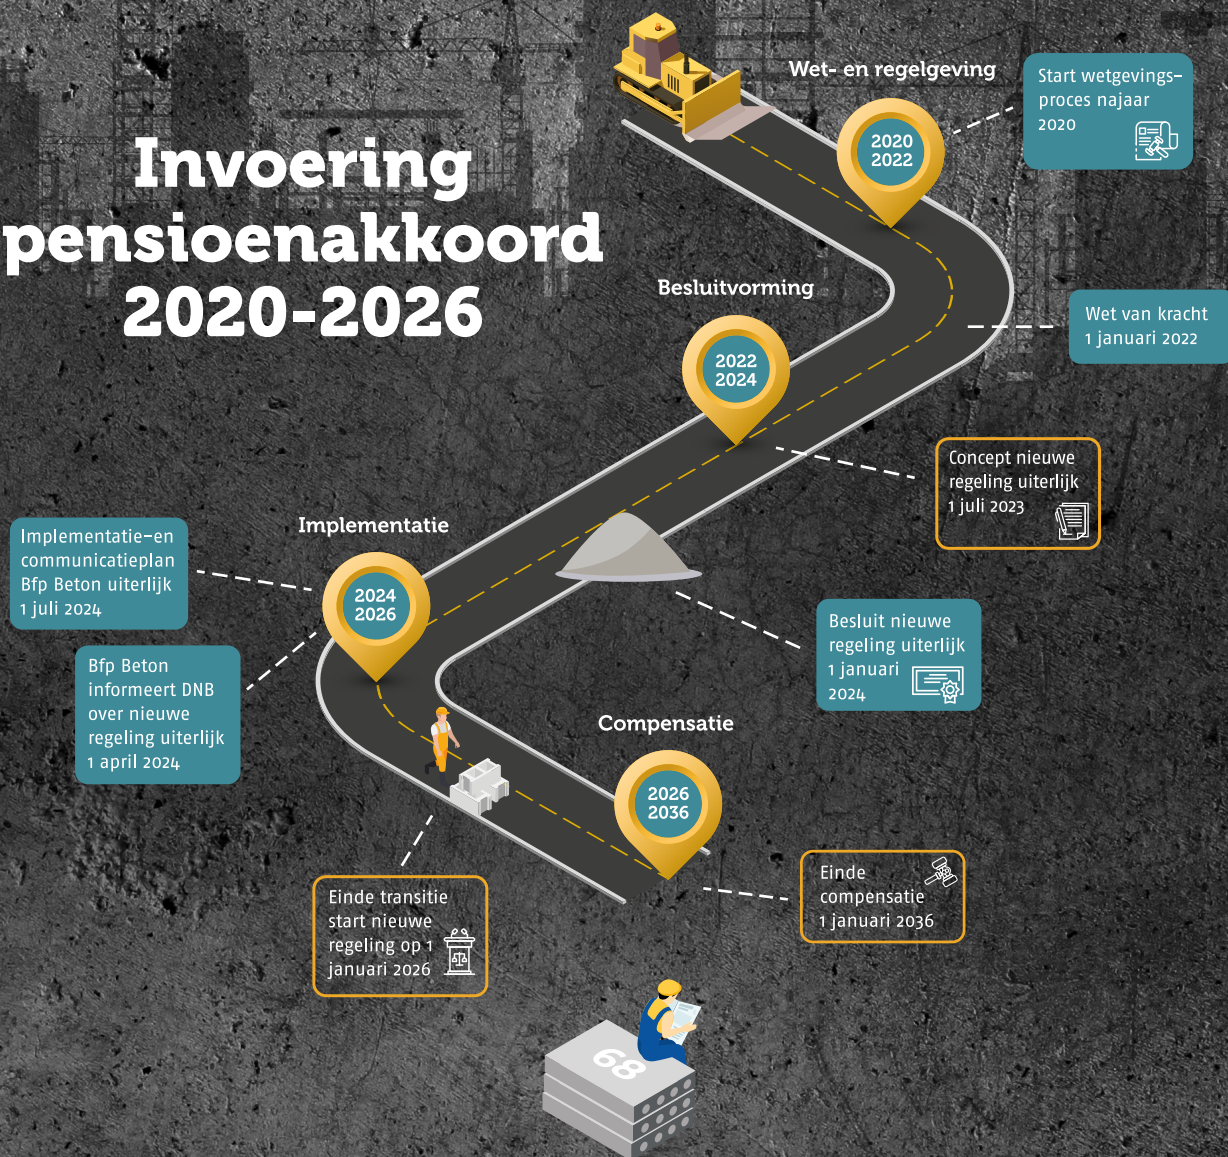 Invoering
pensioenakkoord
2020-2026
Wet- en regelgeving
2020
2022
Start wetgevings-
proces najaar
2020
Wet van kracht
1 januari 2022
Besluitvorming
2022
2024
Concept nieuwe
regeling uiterlijk
1 juli 2023
Besluit nieuwe
regeling uiterlijk
1 januari
2024
Implementatie
2024
2026
Implementatie-en
communicatieplan
Bfp Beton uiterlijk
1 juli 2024
Bfp Beton
informeert DNB
over nieuwe
regeling uiterlijk
1 april 2024
Einde transitie
start nieuwe
regeling op 1
januari 2026
Compensatie
2026
2036
Einde
compensatie
1 januari 2036
68